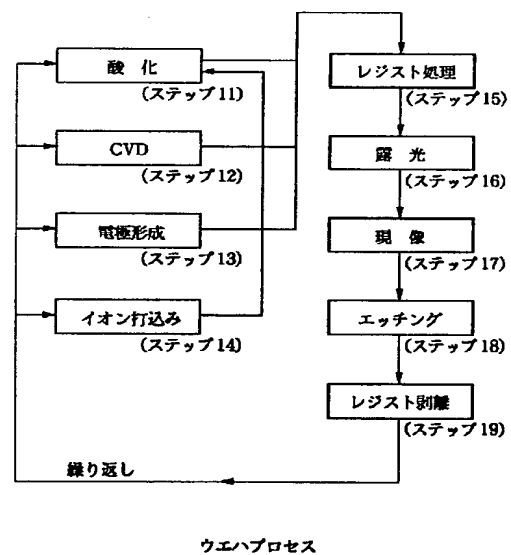 酸 化
(ステップ11)
CVD
(ステップ12)
電極形成
(ステップ13)
イオン打込み
(ステップ14)
レジスト処理
(ステップ15)
露 光
(ステップ16)
現 像
(ステップ17)
エッチング
(ステップ18)
レジスト剥離
(ステップ19)
繰り返し
ウエハプロセス